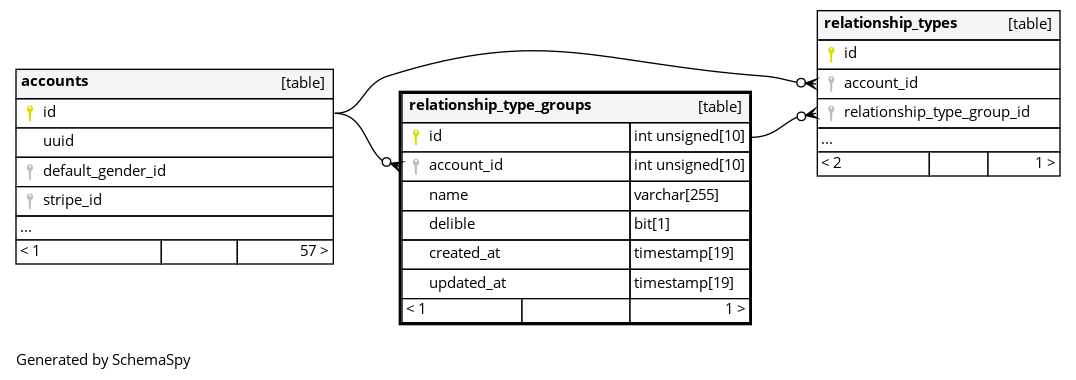 accounts [table]
id
uuid
default_gender_id
stripe_id
...
< 1 57 >
relationship_type_groups [table]
id int unsigned[10]
account_id int unsigned[10]
name varchar[255]
delible bit[1]
created_at timestamp[19]
updated_at timestamp[19]
< 1 1 >
relationship_types [table]
id
account_id
relationship_type_group_id
...
< 2 1 >
Generated by SchemaSpy